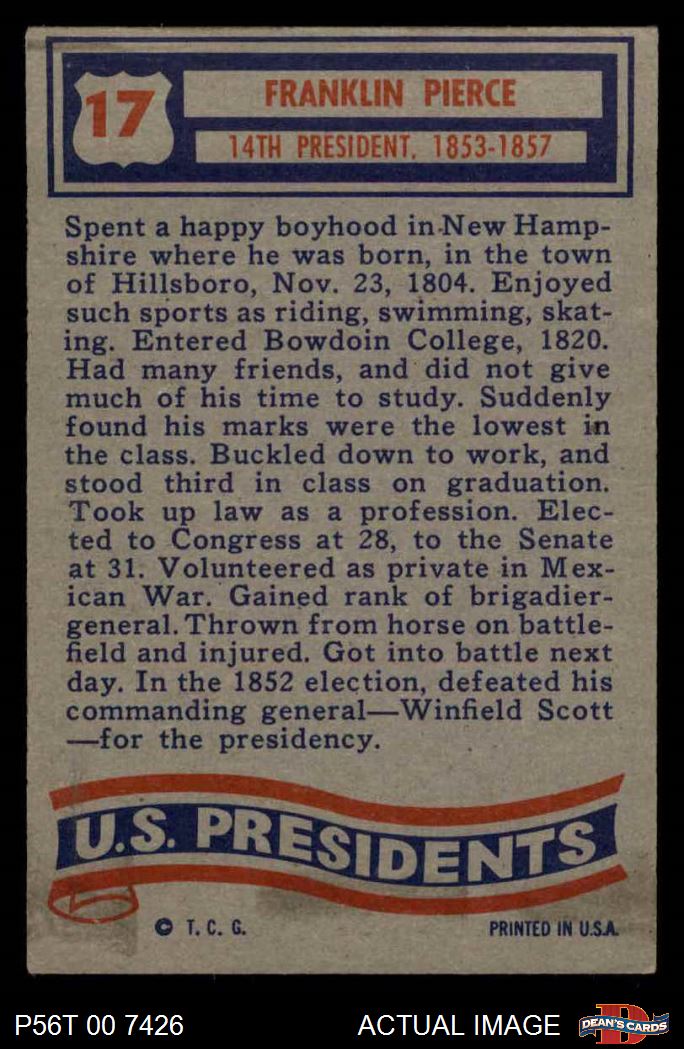 17
FRANKLIN PIERCE
14TH PRESIDENT, 1853-1857
Spent a happy boyhood in New Hamp-
shire where he was born, in the town
of Hillsboro, Nov. 23, 1804. Enjoyed
such sports as riding, swimming, skat-
ing. Entered Bowdoin College, 1820.
Had many friends, and did not give
much of his time to study. Suddenly
found his marks were the lowest in
the class. Buckled down to work, and
stood third in class on graduation.
Took up law as a profession. Elec-
ted to Congress at 28, to the Senate
at 31. Volunteered as private in Mex-
ican War. Gained rank of brigadier-
general. Thrown from horse on battle-
field and injured. Got into battle next
day. In the 1852 election, defeated his
commanding general—Winfield Scott
—for the presidency.
U.S. PRESIDENTS
© T. C. G.
PRINTED IN U.S.A.
P56T 00 7426
ACTUAL IMAGE
D
DEAN'S CARDS